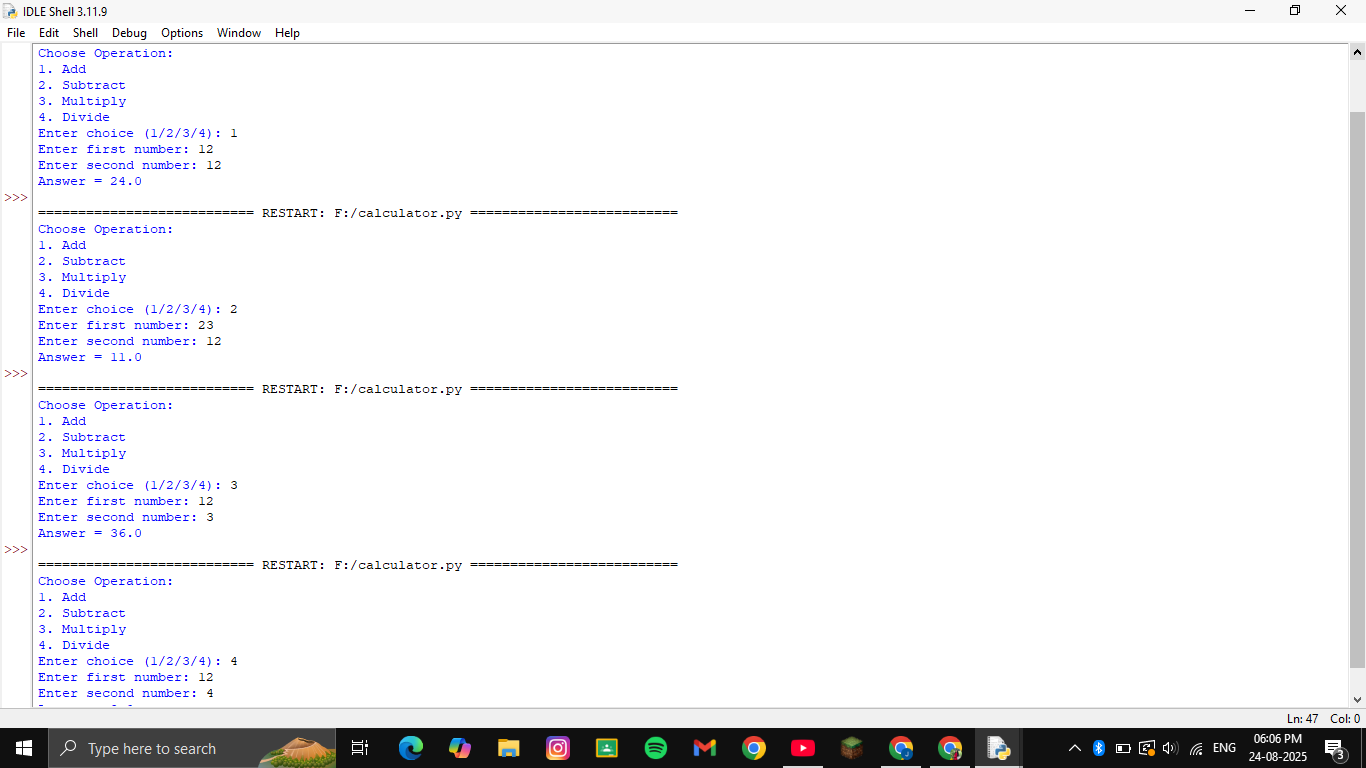 IDLE Shell 3.11.9
File Edit Shell Debug Options Window Help
Choose Operation:
1. Add
2. Subtract
3. Multiply
4. Divide
Enter choice (1/2/3/4): 1
Enter first number: 12
Enter second number: 12
Answer = 24.0
>>>
=========================== RESTART: F:/calculator.py ==========================
Choose Operation:
1. Add
2. Subtract
3. Multiply
4. Divide
Enter choice (1/2/3/4): 2
Enter first number: 23
Enter second number: 12
Answer = 11.0
>>>
=========================== RESTART: F:/calculator.py ==========================
Choose Operation:
1. Add
2. Subtract
3. Multiply
4. Divide
Enter choice (1/2/3/4): 3
Enter first number: 12
Enter second number: 3
Answer = 36.0
>>>
=========================== RESTART: F:/calculator.py ==========================
Choose Operation:
1. Add
2. Subtract
3. Multiply
4. Divide
Enter choice (1/2/3/4): 4
Enter first number: 12
Enter second number: 4
Ln: 47 Col: 0
Type here to search
ENG
06:06 PM
24-08-2025
3